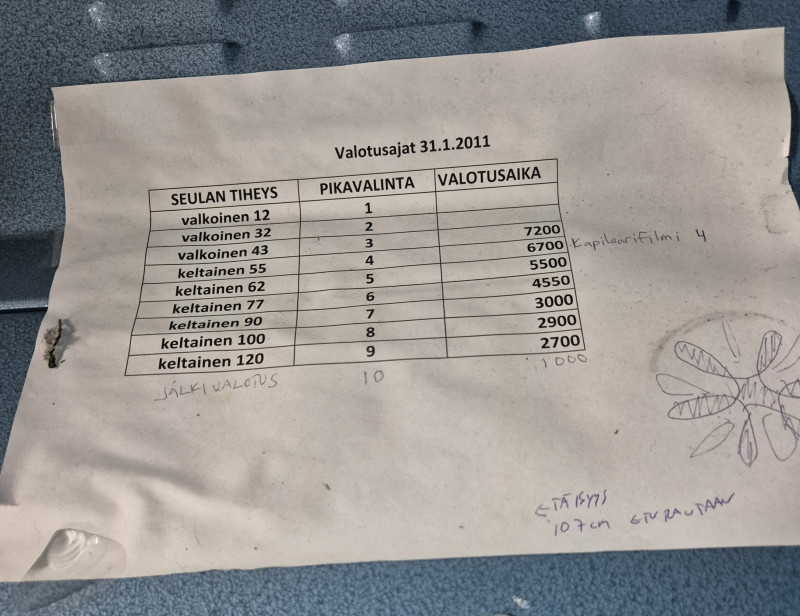 Valotusajat 31.1.2011
SEULAN TIHEYS PIKAVALINTA VALOTUSAIKA
valkoinen 12 1
valkoinen 32 2
valkoinen 43 3 7200
keltainen 55 4 6700 Kapilaarifilmi 4
keltainen 62 5 5500
keltainen 77 6 4550
keltainen 90 7 3000
keltainen 100 8 2900
keltainen 120 9 2700
JÄLKIVALOTUS 10 1000
ETÄISYYS
107cm ETURAUTAAN